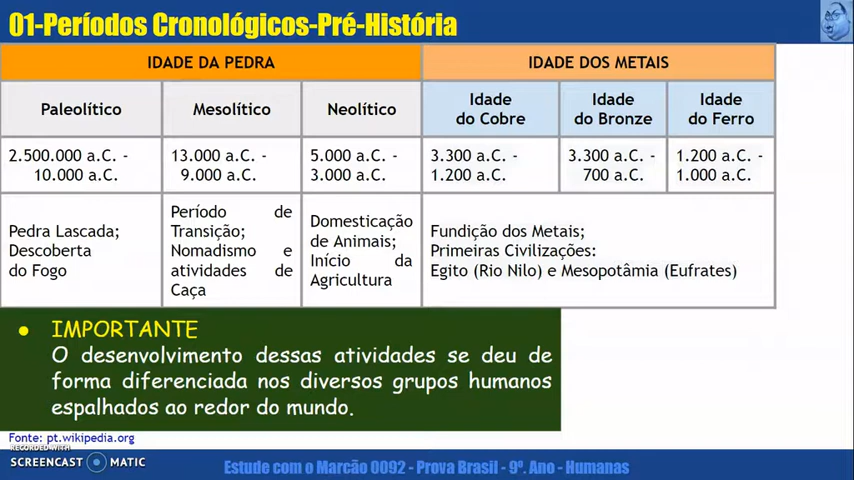 01-Períodos Cronológicos-Pré-História
IDADE DA PEDRA
IDADE DOS METAIS
Paleolítico
Mesolítico
Neolítico
Idade
do Cobre
Idade
do Bronze
Idade
do Ferro
2.500.000 a.C. -
10.000 a.C.
13.000 a.C. -
9.000 a.C.
5.000 a.C. -
3.000 a.C.
3.300 a.C. -
1.200 a.C.
3.300 a.C. -
700 a.C.
1.200 a.C. -
1.000 a.C.
Pedra Lascada;
Descoberta
do Fogo
Período de
Transição;
Nomadismo e
atividades de
Caça
Domesticação
de Animais;
Início da
Agricultura
Fundição dos Metais;
Primeiras Civilizações:
Egito (Rio Nilo) e Mesopotâmia (Eufrates)
● IMPORTANTE
O desenvolvimento dessas atividades se deu de
forma diferenciada nos diversos grupos humanos
espalhados ao redor do mundo.
Fonte: pt.wikipedia.org
RECORDED WITH
SCREENCAST MATIC
Estude com o Marcão 0092 - Prova Brasil - 9º. Ano - Humanas